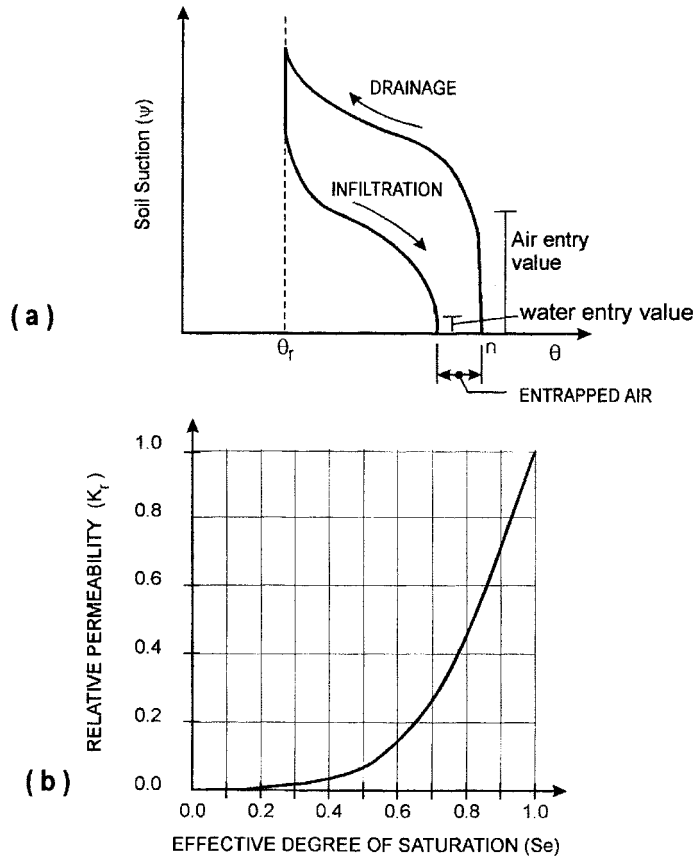 DRAINAGE
Soil Suction (ψ)
INFILTRATION
Air entry
value
water entry value
(a)
θr
n
θ
ENTRAPPED AIR
1.0
0.8
0.6
0.4
0.2
0.0
RELATIVE PERMEABILITY (Kr)
(b)
0.0 0.2 0.4 0.6 0.8 1.0
EFFECTIVE DEGREE OF SATURATION (Se)